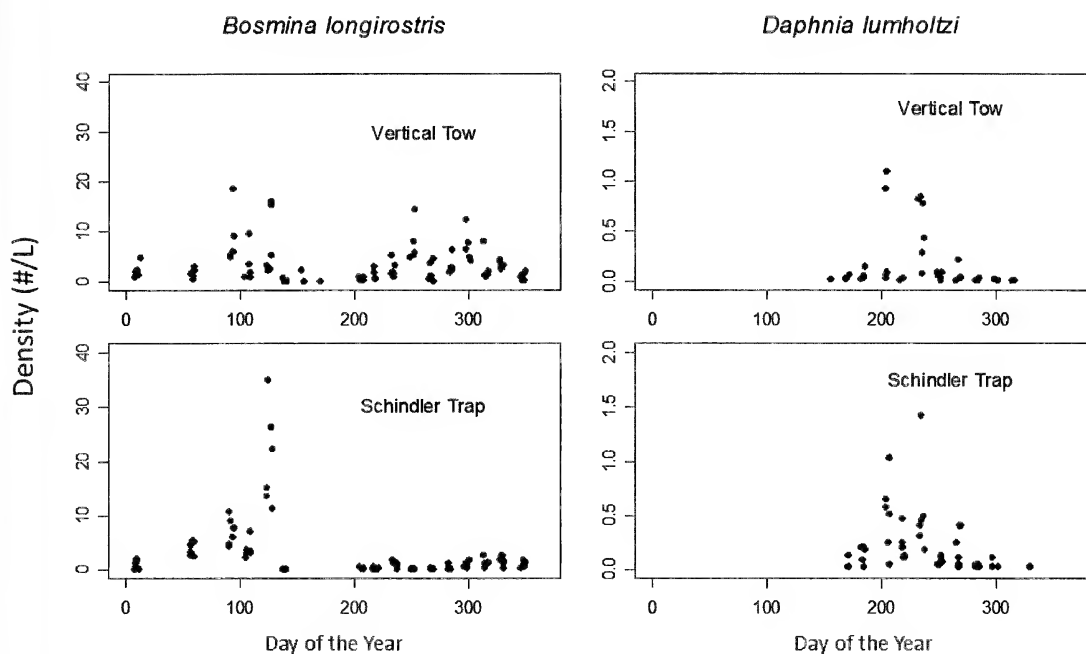 Bosmina longirostris
Daphnia lumholtzi
Density (#/L)
40
30
20
10
0
Vertical Tow
0 100 200 300
2.0
1.5
1.0
0.5
0.0
Vertical Tow
0 100 200 300
40
30
20
10
0
Schindler Trap
0 100 200 300
Day of the Year
2.0
1.5
1.0
0.5
0.0
Schindler Trap
0 100 200 300
Day of the Year